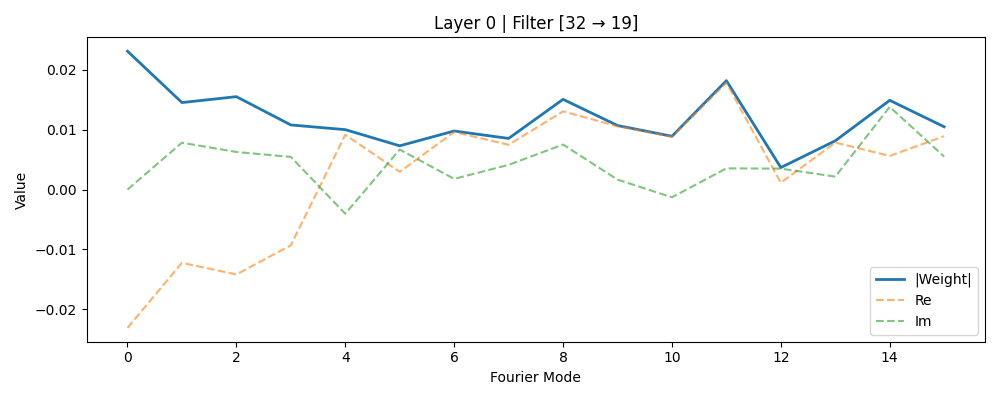 Layer 0 | Filter [32 → 19]
Value
0.02
0.01
0.00
−0.01
−0.02
0 2 4 6 8 10 12 14
Fourier Mode
|Weight|
Re
Im